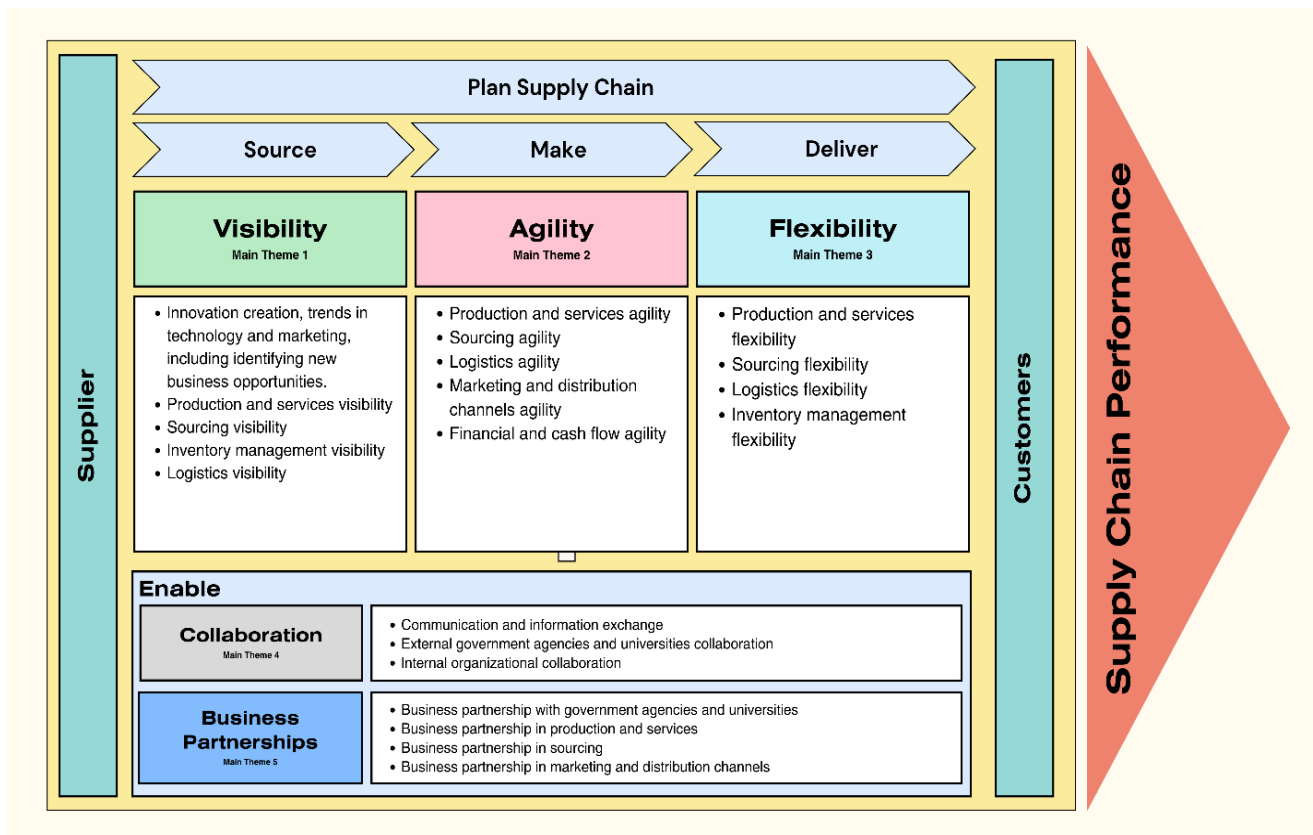 Plan Supply Chain
Source
Make
Deliver
Supplier
Visibility
Main Theme 1
Agility
Main Theme 2
Flexibility
Main Theme 3
• Innovation creation, trends in
technology and marketing,
including identifying new
business opportunities.
• Production and services visibility
• Sourcing visibility
• Inventory management visibility
• Logistics visibility
• Production and services agility
• Sourcing agility
• Logistics agility
• Marketing and distribution
channels agility
• Financial and cash flow agility
• Production and services
flexibility
• Sourcing flexibility
• Logistics flexibility
• Inventory management
flexibility
Enable
Collaboration
Main Theme 4
• Communication and information exchange
• External government agencies and universities collaboration
• Internal organizational collaboration
Business
Partnerships
Main Theme 5
• Business partnership with government agencies and universities
• Business partnership in production and services
• Business partnership in sourcing
• Business partnership in marketing and distribution channels
Customers
Supply Chain Performance